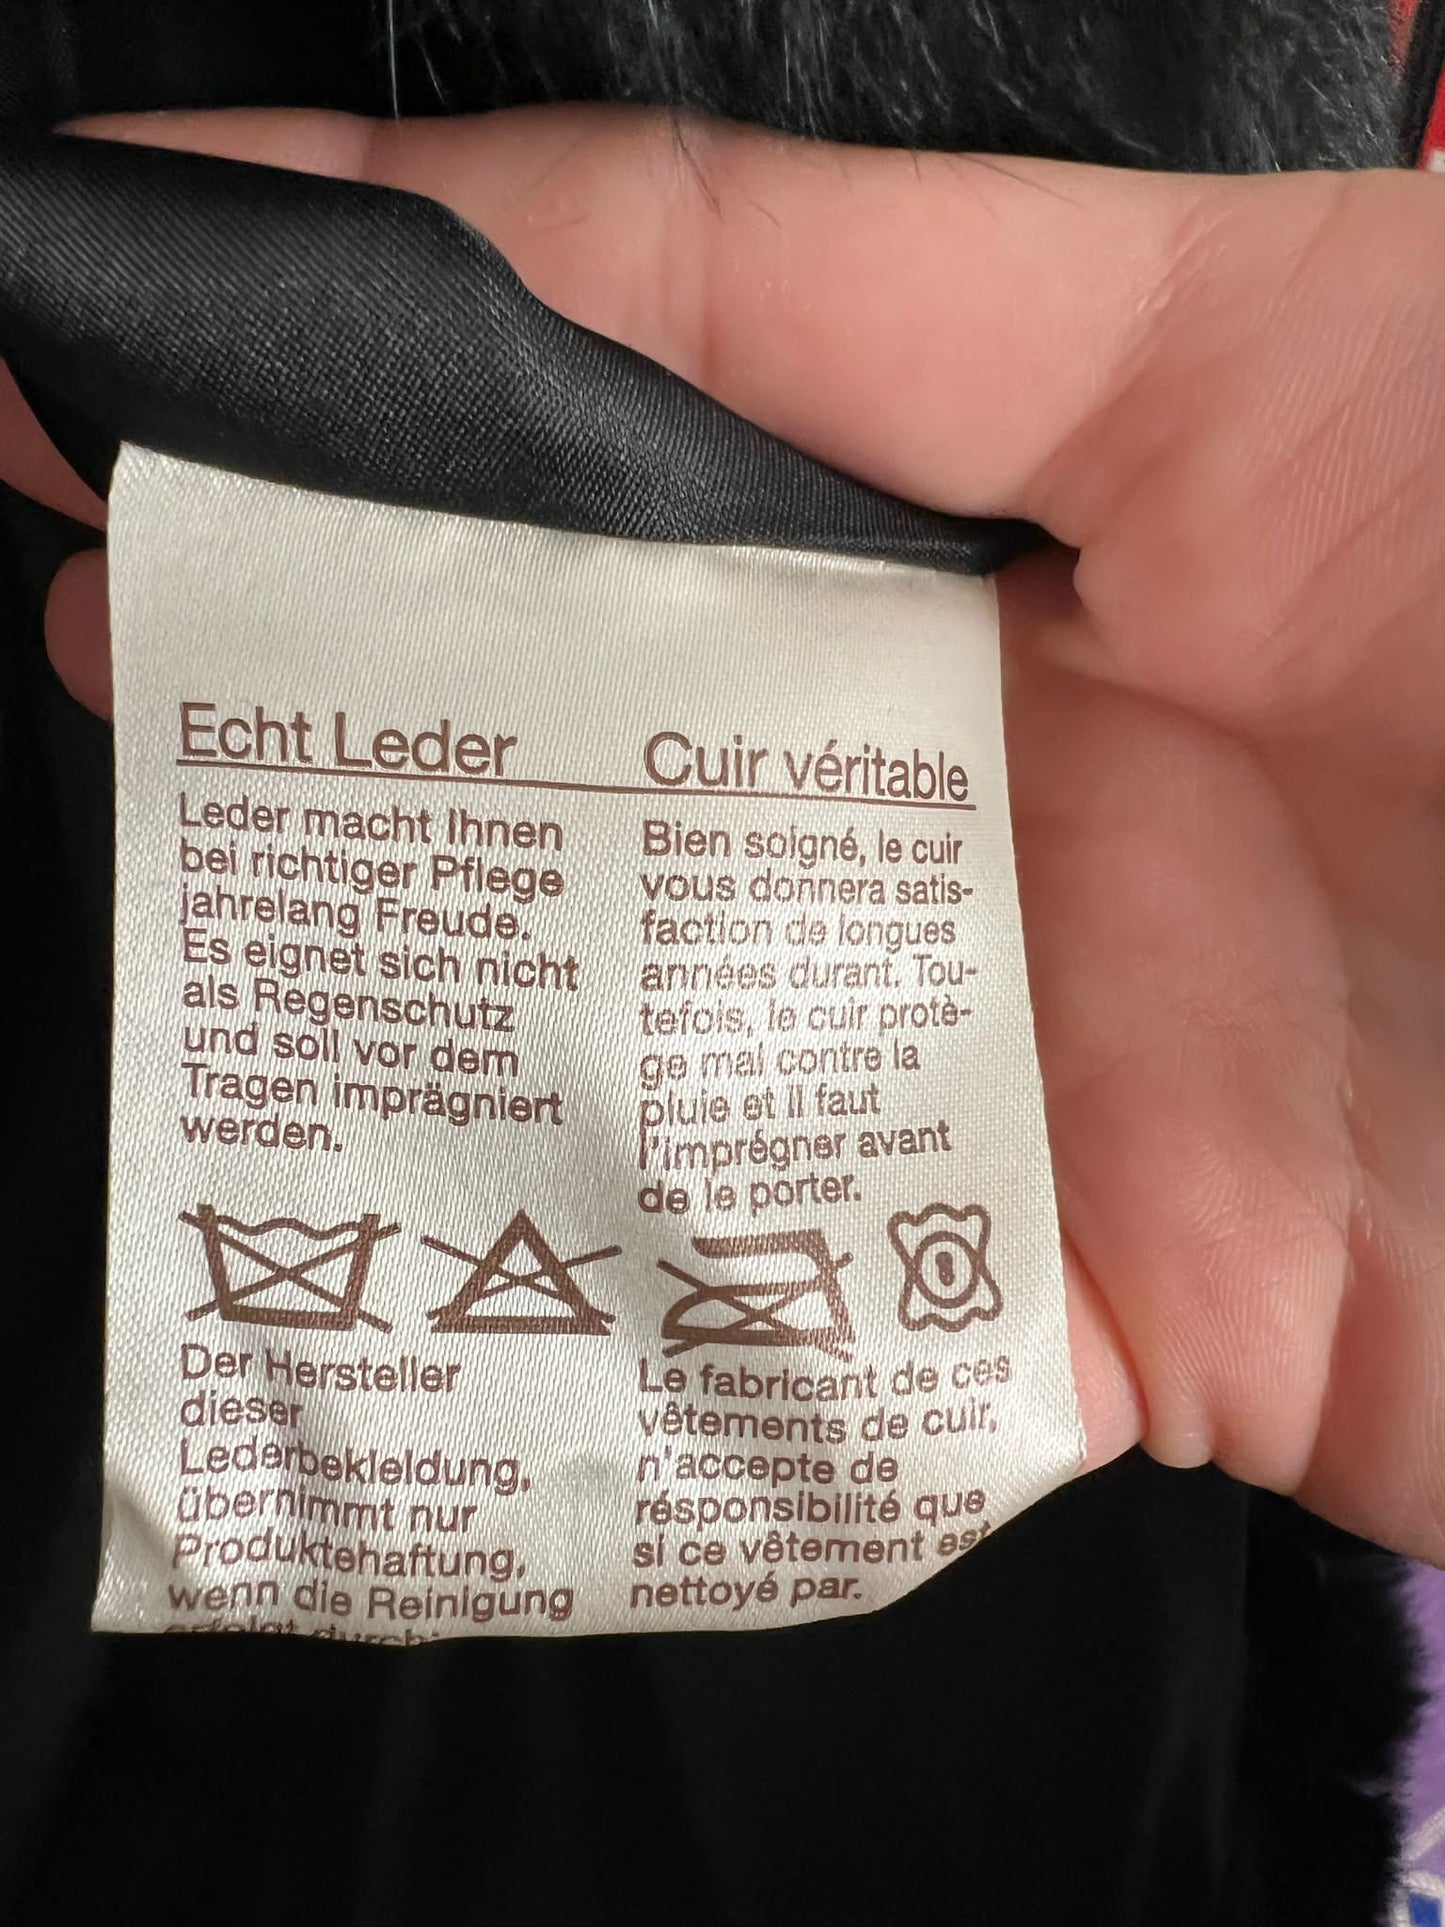 Echt Leder
Leder macht Ihnen
bei richtiger Pflege
jahrelang Freude.
Es eignet sich nicht
als Regenschutz
und soll vor dem
Tragen imprägniert
werden.
Der Hersteller
dieser
Lederbekleldung,
übernimmt nur
Produktehaftung,
wenn die Reinigung
erfolgt durch:
Cuir véritable
Bien soigné, le cuir
vous donnera satis-
faction de longues
années durant. Tou-
tefois, le cuir protè-
ge mal contre la
pluie et il faut
l'imprégner avant
de le porter.
Le fabricant de ces
vêtements de cuir,
n'accepte de
résponsibilité que
si ce vêtement est
nettoyé par.